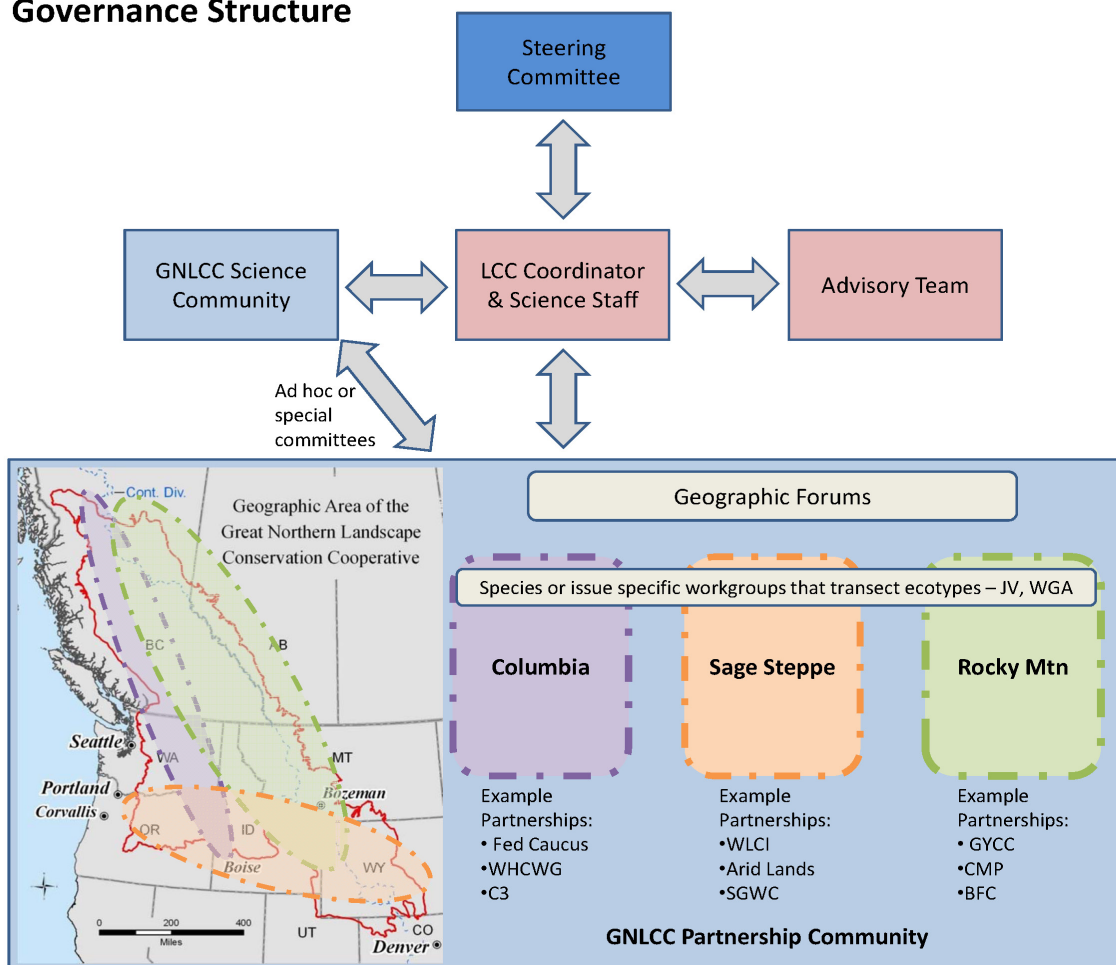 Governance Structure
Steering
Committee
GNLCC Science
Community
LCC Coordinator
& Science Staff
Advisory Team
Ad hoc or
special
committees
Cont. Div.
Geographic Area of the
Great Northern Landscape
Conservation Cooperative
BC
AB
Seattle
WA
MT
Portland
Bozeman
Corvallis
OR
ID
Boise
WY
0 200 400
Miles
UT
CO
Denver
Geographic Forums
Species or issue specific workgroups that transect ecotypes – JV, WGA
Columbia
Sage Steppe
Rocky Mtn
Example
Partnerships:
• Fed Caucus
•WHCWG
•C3
Example
Partnerships:
•WLCI
•Arid Lands
•SGWC
Example
Partnerships:
• GYCC
•CMP
•BFC
GNLCC Partnership Community